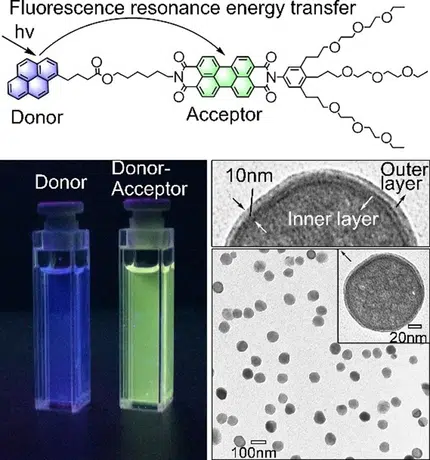 Fluorescence resonance energy transfer
hv
O
O
O
N
O
O
O
O
N
O
O
O
O
O
O
O
O
O
Donor
Acceptor
Donor
Donor-
Acceptor
10nm
Outer
layer
Inner layer
20nm
100nm